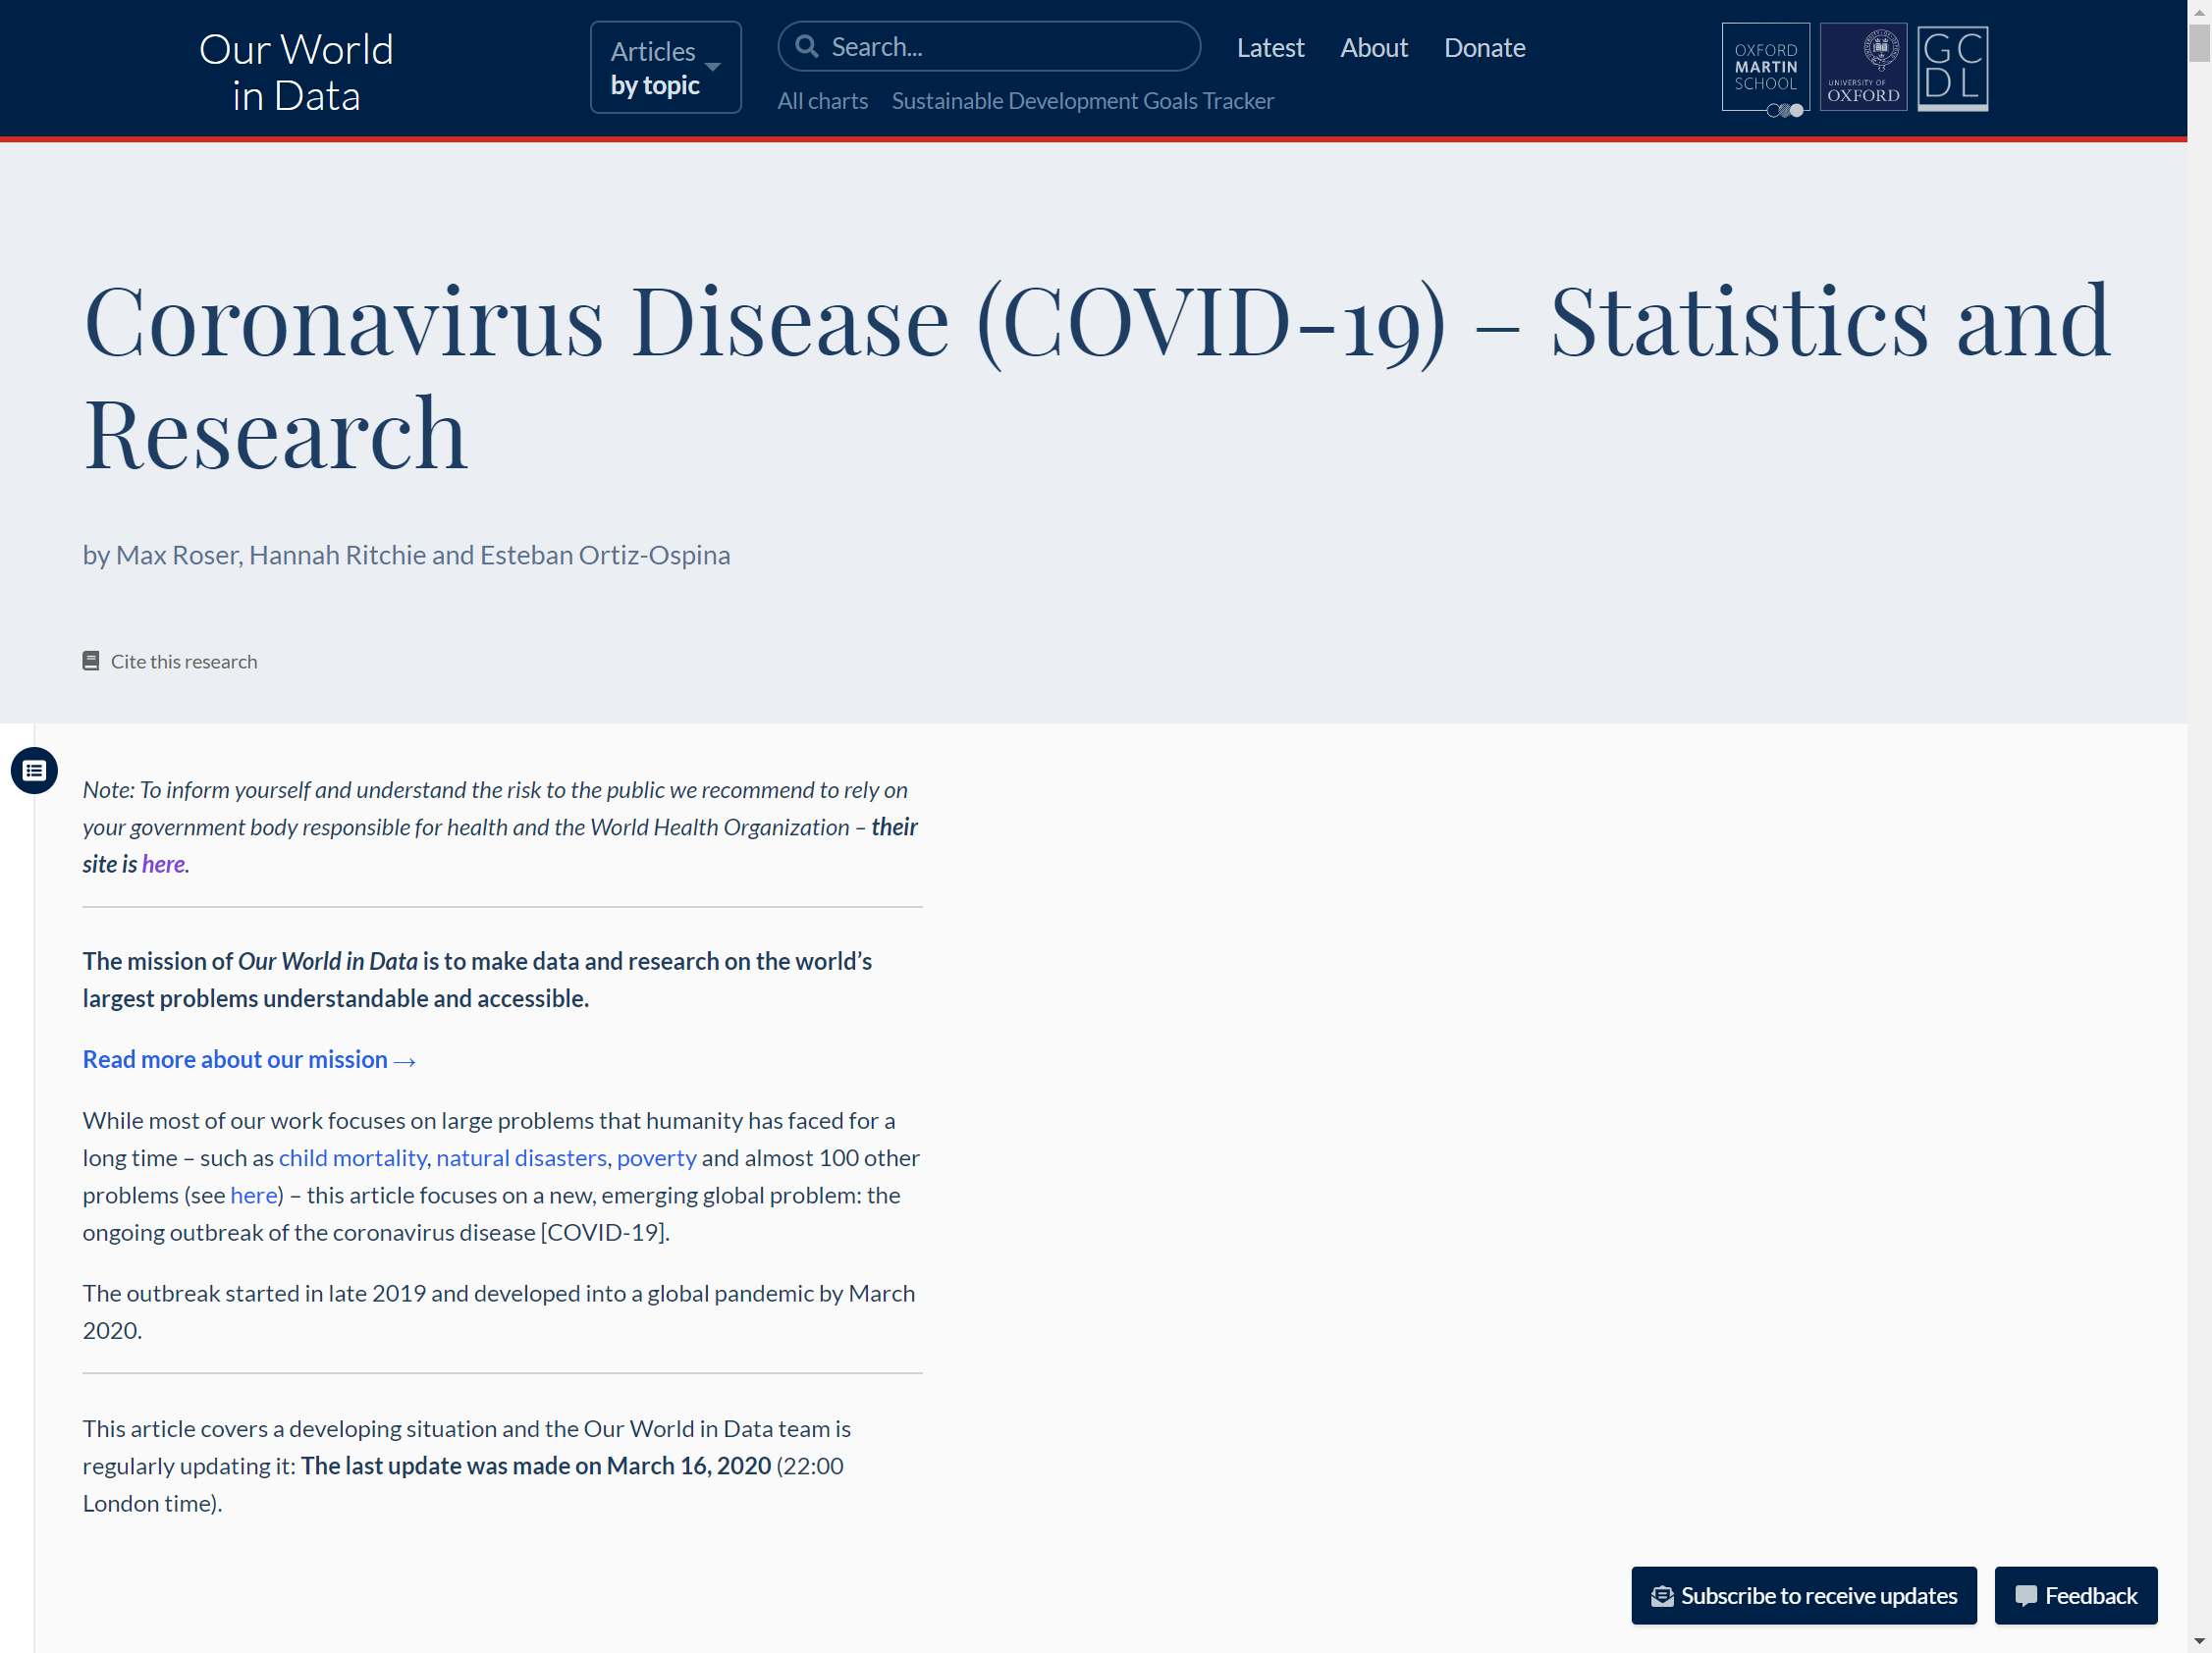 Our World
in Data
Articles
by topic
Search...
Latest
About
Donate
All charts
Sustainable Development Goals Tracker
OXFORD
MARTIN
SCHOOL
UNIVERSITY OF
OXFORD
GC
DL
Coronavirus Disease (COVID-19) – Statistics and
Research
by Max Roser, Hannah Ritchie and Esteban Ortiz-Ospina
Cite this research
Note: To inform yourself and understand the risk to the public we recommend to rely on
your government body responsible for health and the World Health Organization – their
site is here.
The mission of Our World in Data is to make data and research on the world’s
largest problems understandable and accessible.
Read more about our mission →
While most of our work focuses on large problems that humanity has faced for a
long time – such as child mortality, natural disasters, poverty and almost 100 other
problems (see here) – this article focuses on a new, emerging global problem: the
ongoing outbreak of the coronavirus disease [COVID-19].
The outbreak started in late 2019 and developed into a global pandemic by March
2020.
This article covers a developing situation and the Our World in Data team is
regularly updating it: The last update was made on March 16, 2020 (22:00
London time).
Subscribe to receive updates
Feedback